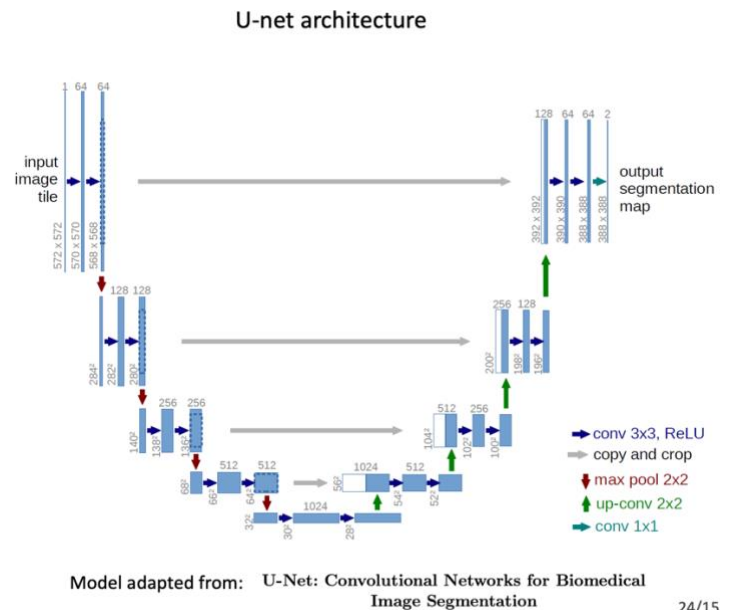 U-net architecture
1 64 64
128 64 64 2
input
image
tile
output
segmentation
map
572 x 572
570 x 570
568 x 568
392 x 392
390 x 390
388 x 388
388 x 388
128 128
256 128
284²
282²
280²
200²
198²
196²
256 256
512 256
140²
138²
136²
104²
102²
100²
512 512
1024 512
68²
66²
64²
56²
54²
52²
1024
32²
30²
28²
conv 3x3, ReLU
copy and crop
max pool 2x2
up-conv 2x2
conv 1x1
Model adapted from: U-Net: Convolutional Networks for Biomedical
Image Segmentation
24/15